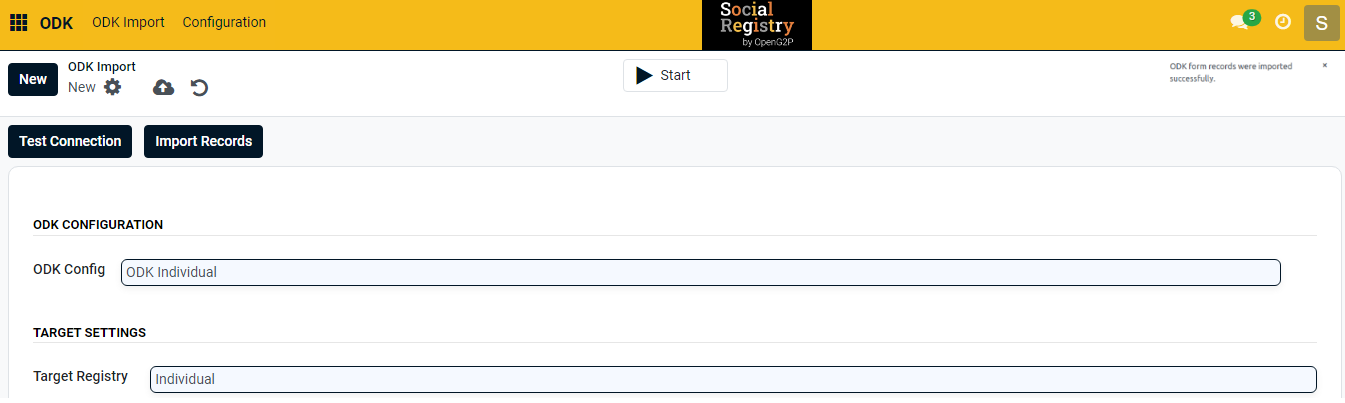 ODK
ODK Import
Configuration
Social
Registry
by OpenG2P
3
S
New
ODK Import
New
Start
ODK form records were imported
successfully.
×
Test Connection
Import Records
ODK CONFIGURATION
ODK Config
ODK Individual
TARGET SETTINGS
Target Registry
Individual